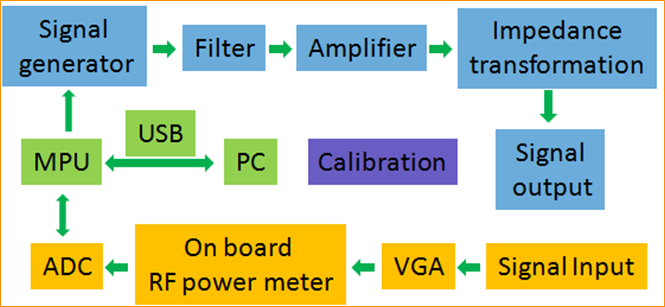 Signal
generator
Filter
Amplifier
Impedance
transformation
MPU
USB
PC
Calibration
Signal
output
ADC
On board
RF power meter
VGA
Signal Input